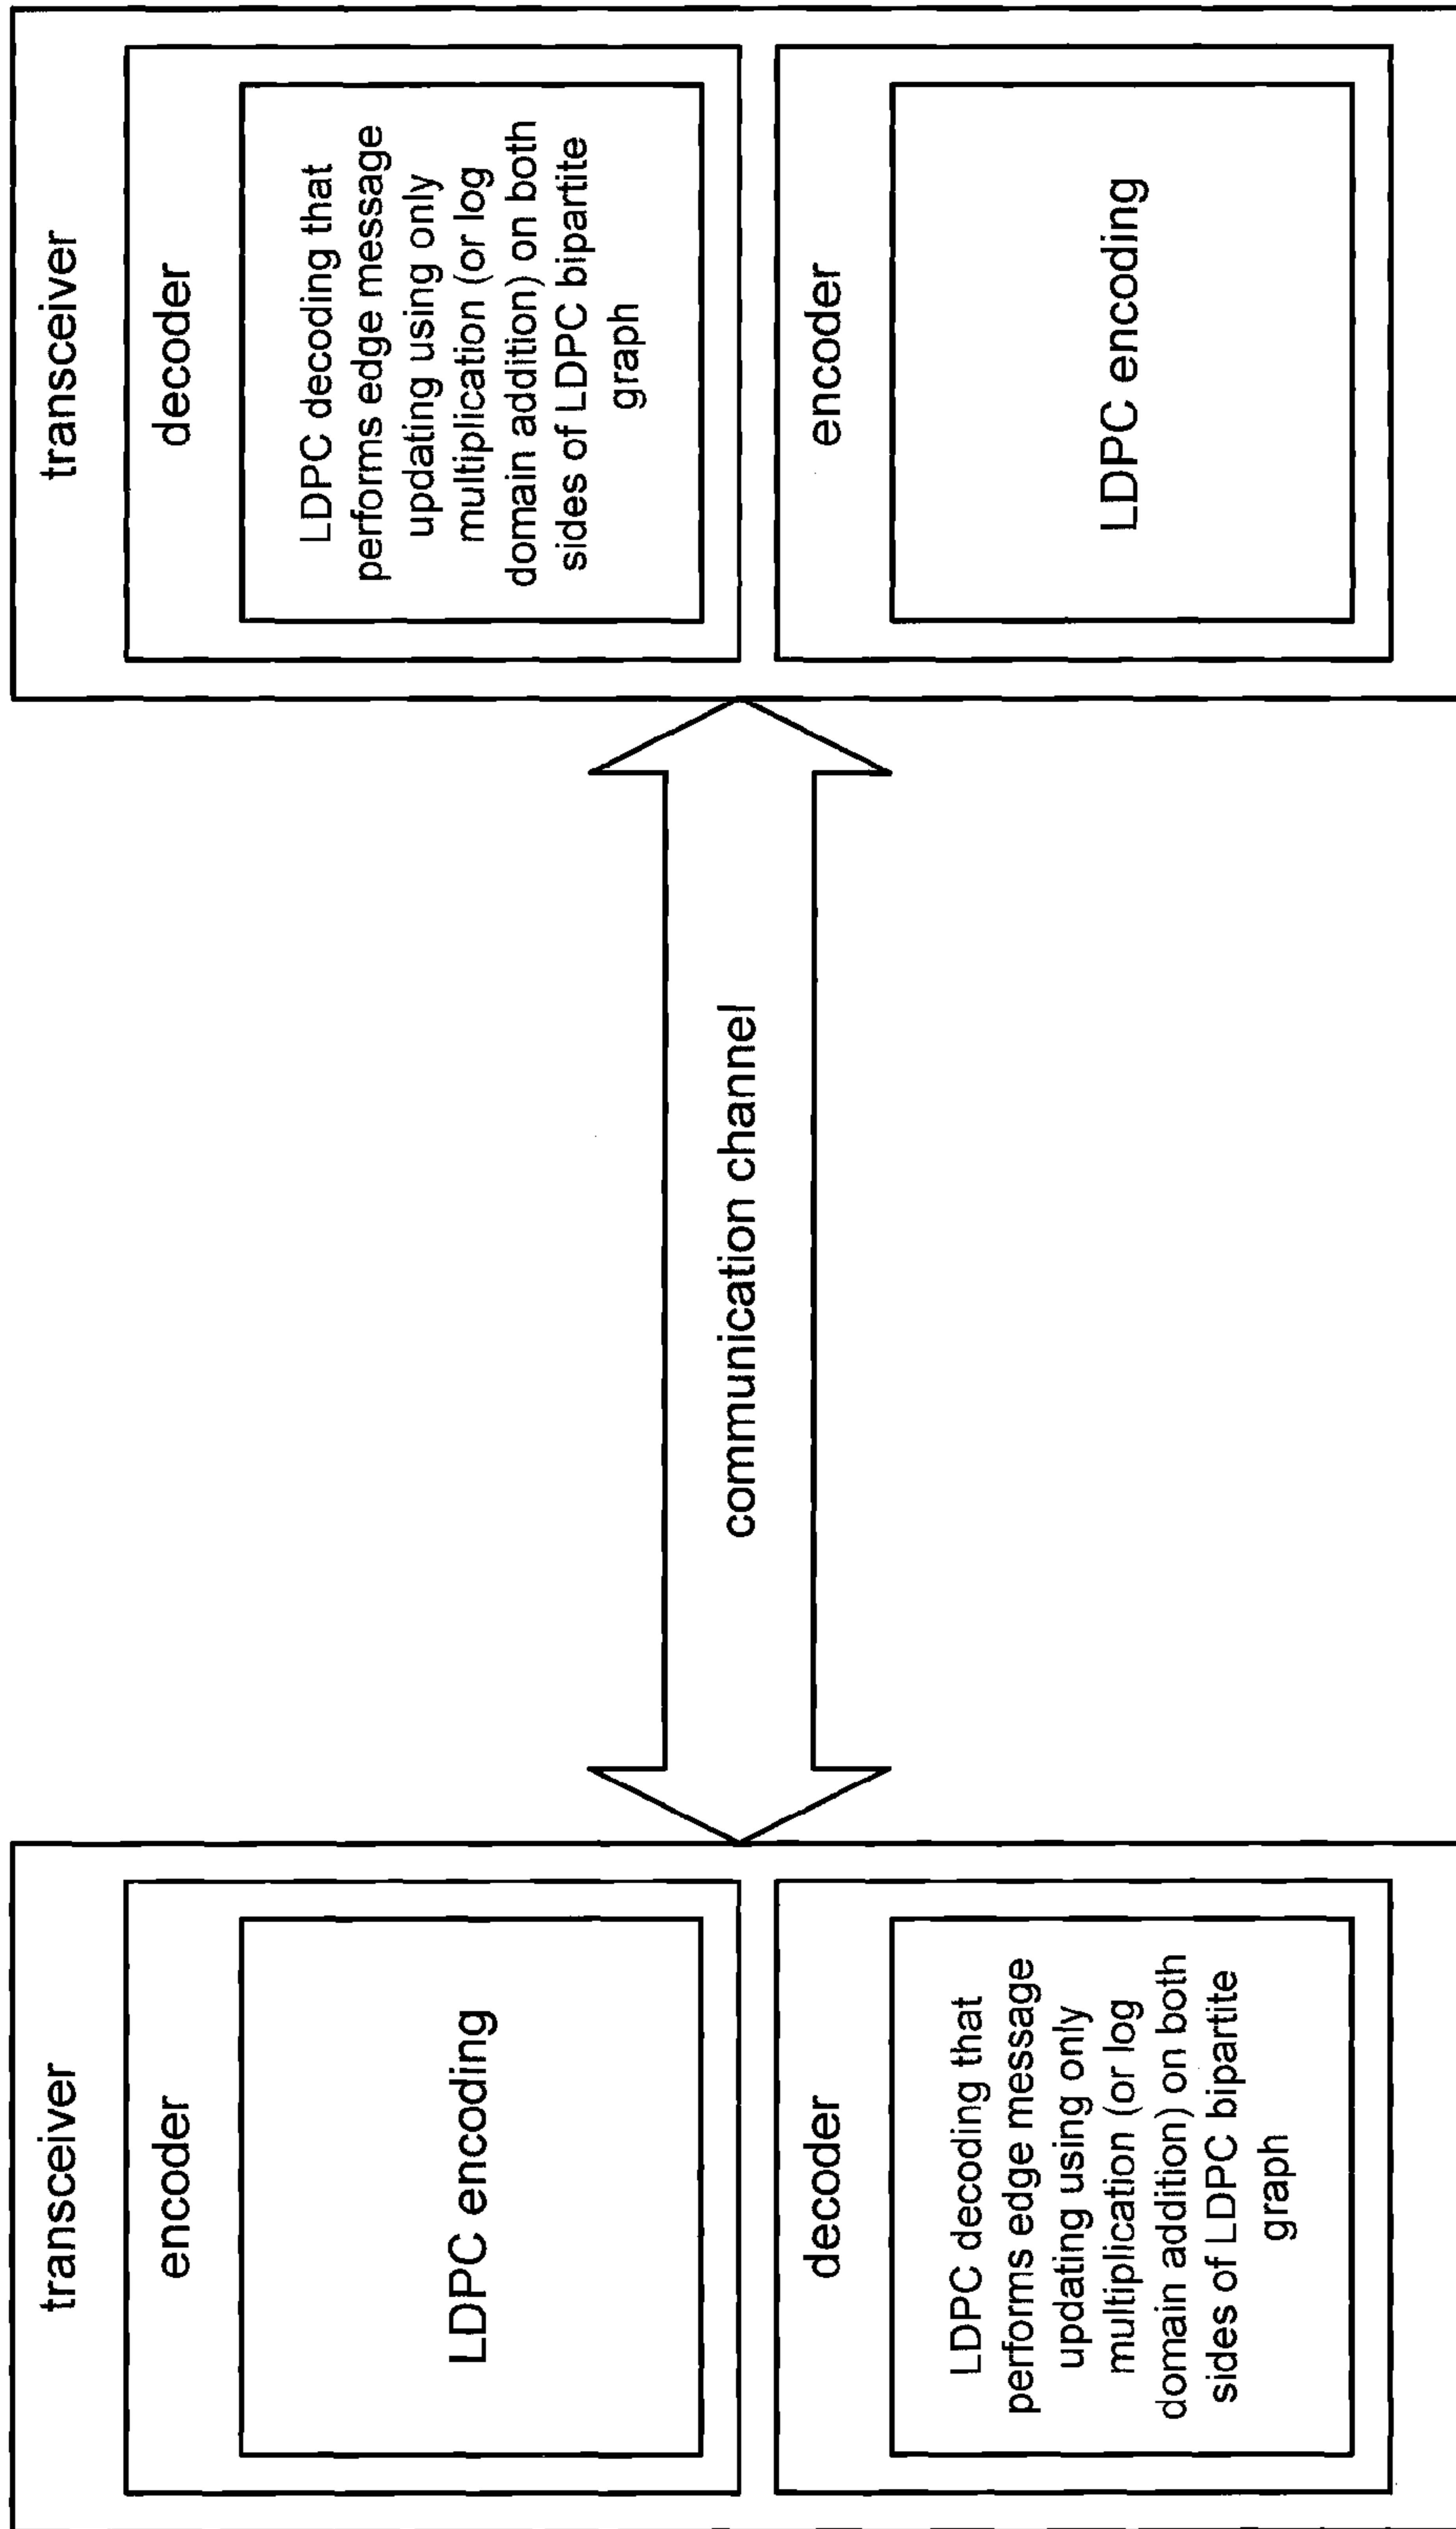 transceiver
encoder
LDPC encoding
decoder
LDPC decoding that
performs edge message
updating using only
multiplication (or log
domain addition) on both
sides of LDPC bipartite
graph
communication channel
transceiver
decoder
LDPC decoding that
performs edge message
updating using only
multiplication (or log
domain addition) on both
sides of LDPC bipartite
graph
encoder
LDPC encoding